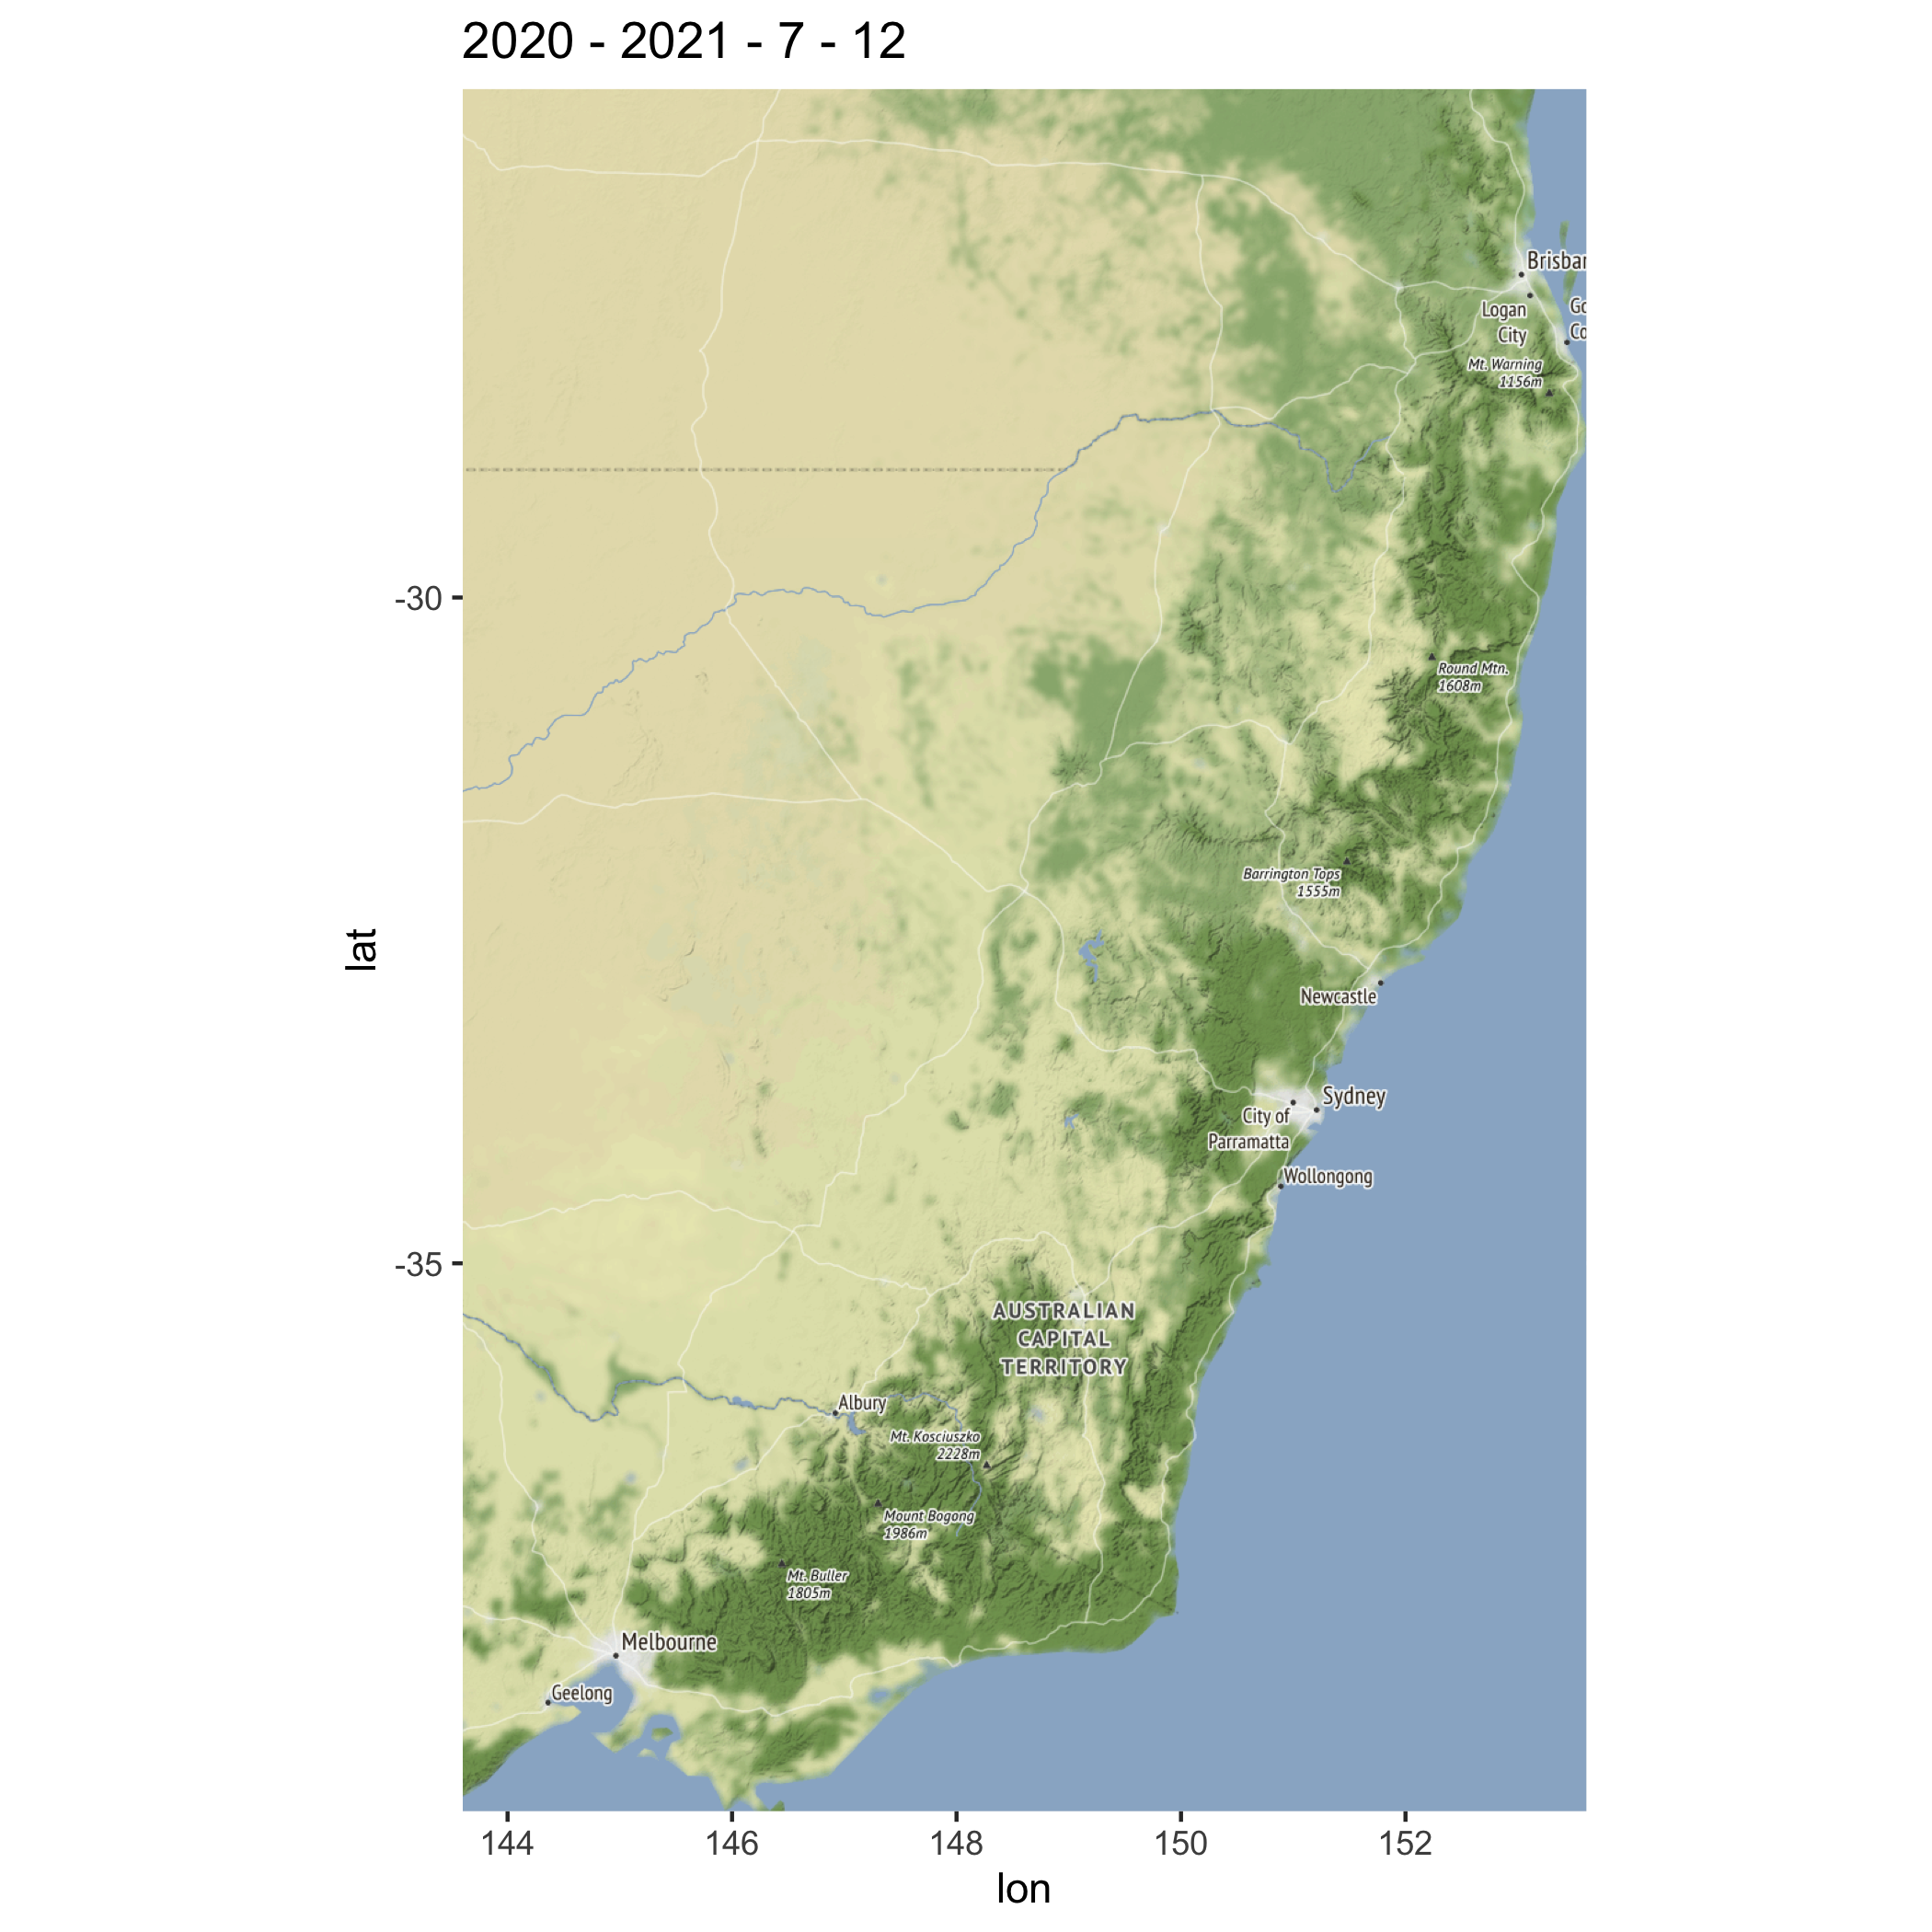 2020 - 2021 - 7 - 12
Brisbar
Logan
City
Gc
Co
Mt. Warning
1156m
-30
Round Mtn.
1608m
Barrington Tops
1555m
lat
Newcastle
Sydney
City of
Parramatta
Wollongong
-35
AUSTRALIAN
CAPITAL
TERRITORY
Albury
Mt. Kosciuszko
2228m
Mount Bogong
1986m
Mt. Buller
1805m
Melbourne
Geelong
144 146 148 150 152
lon